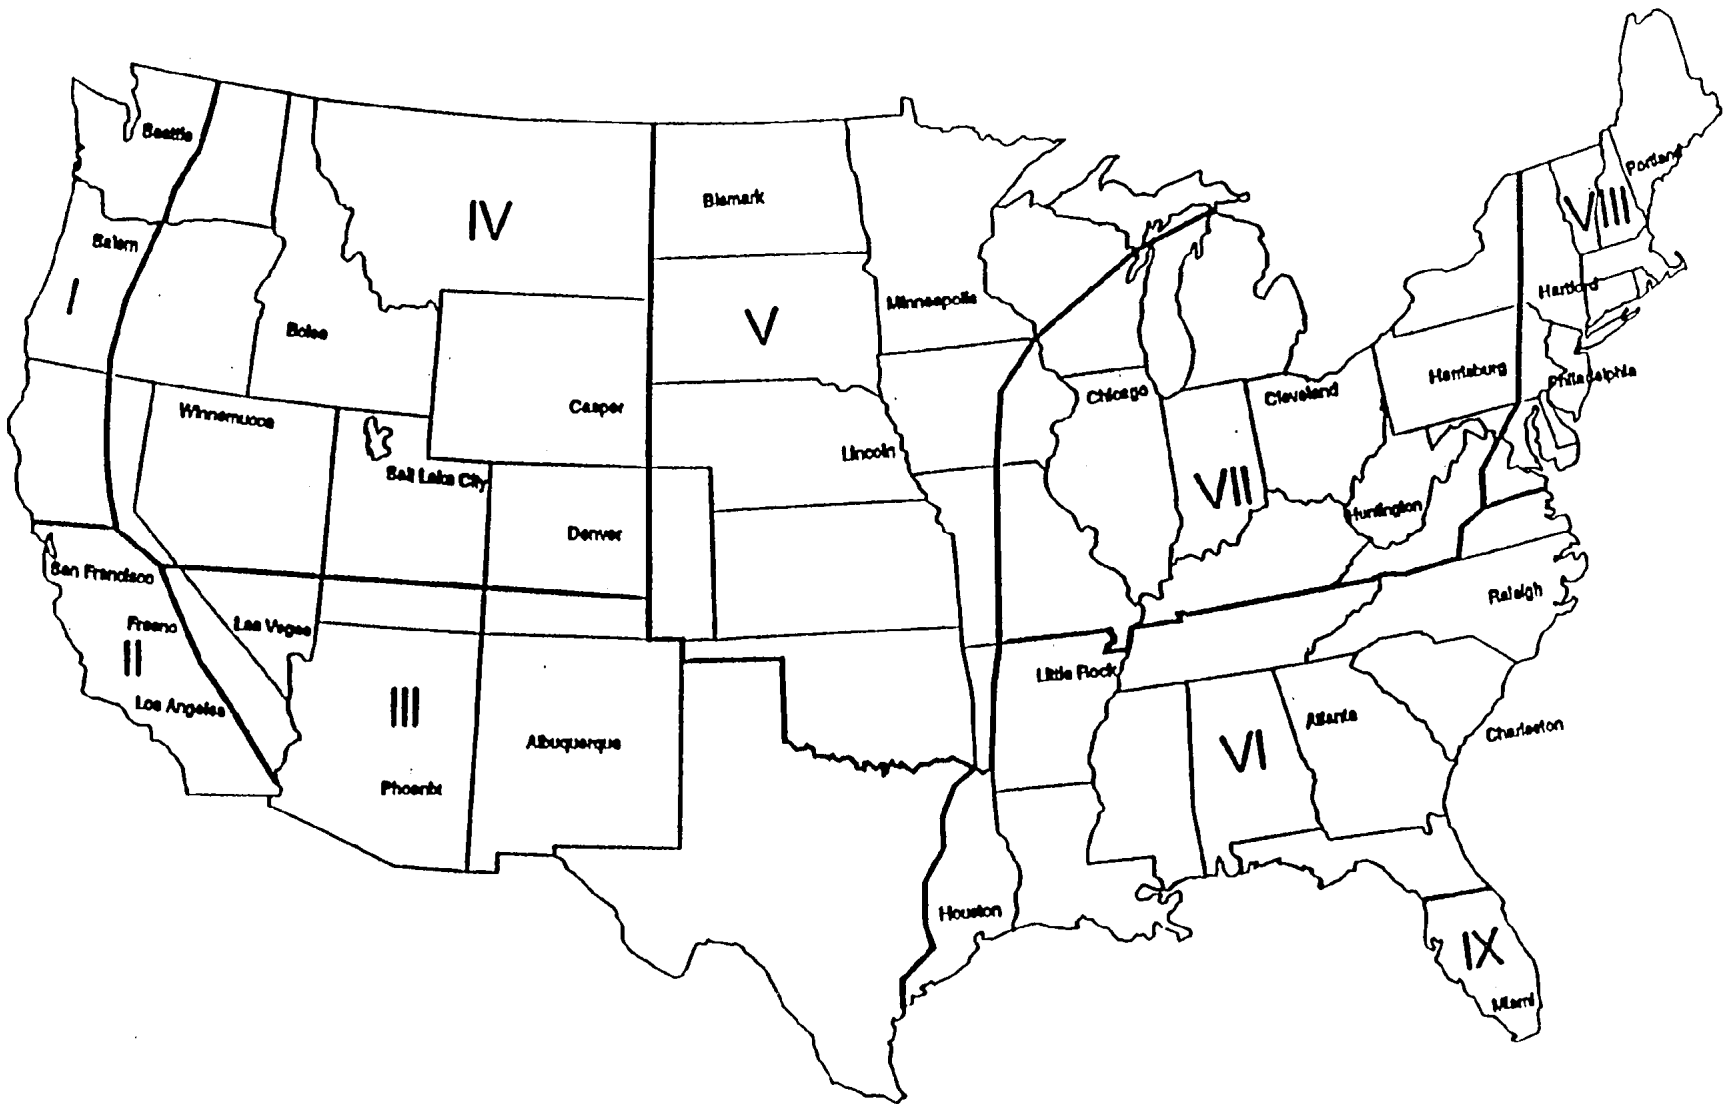 Seattle
Portland
IV
Bismark
VIII
Salem
I
Hartford
Minneapolis
Boise
V
Harrisburg
Philadelphia
Chicago
Cleveland
Casper
Winnemucca
Lincoln
Salt Lake City
VII
Huntington
Denver
San Francisco
Raleigh
Fresno
Las Vegas
II
Little Rock
III
Los Angeles
Atlanta
Charleston
Albuquerque
VI
Phoenix
Houston
IX
Miami